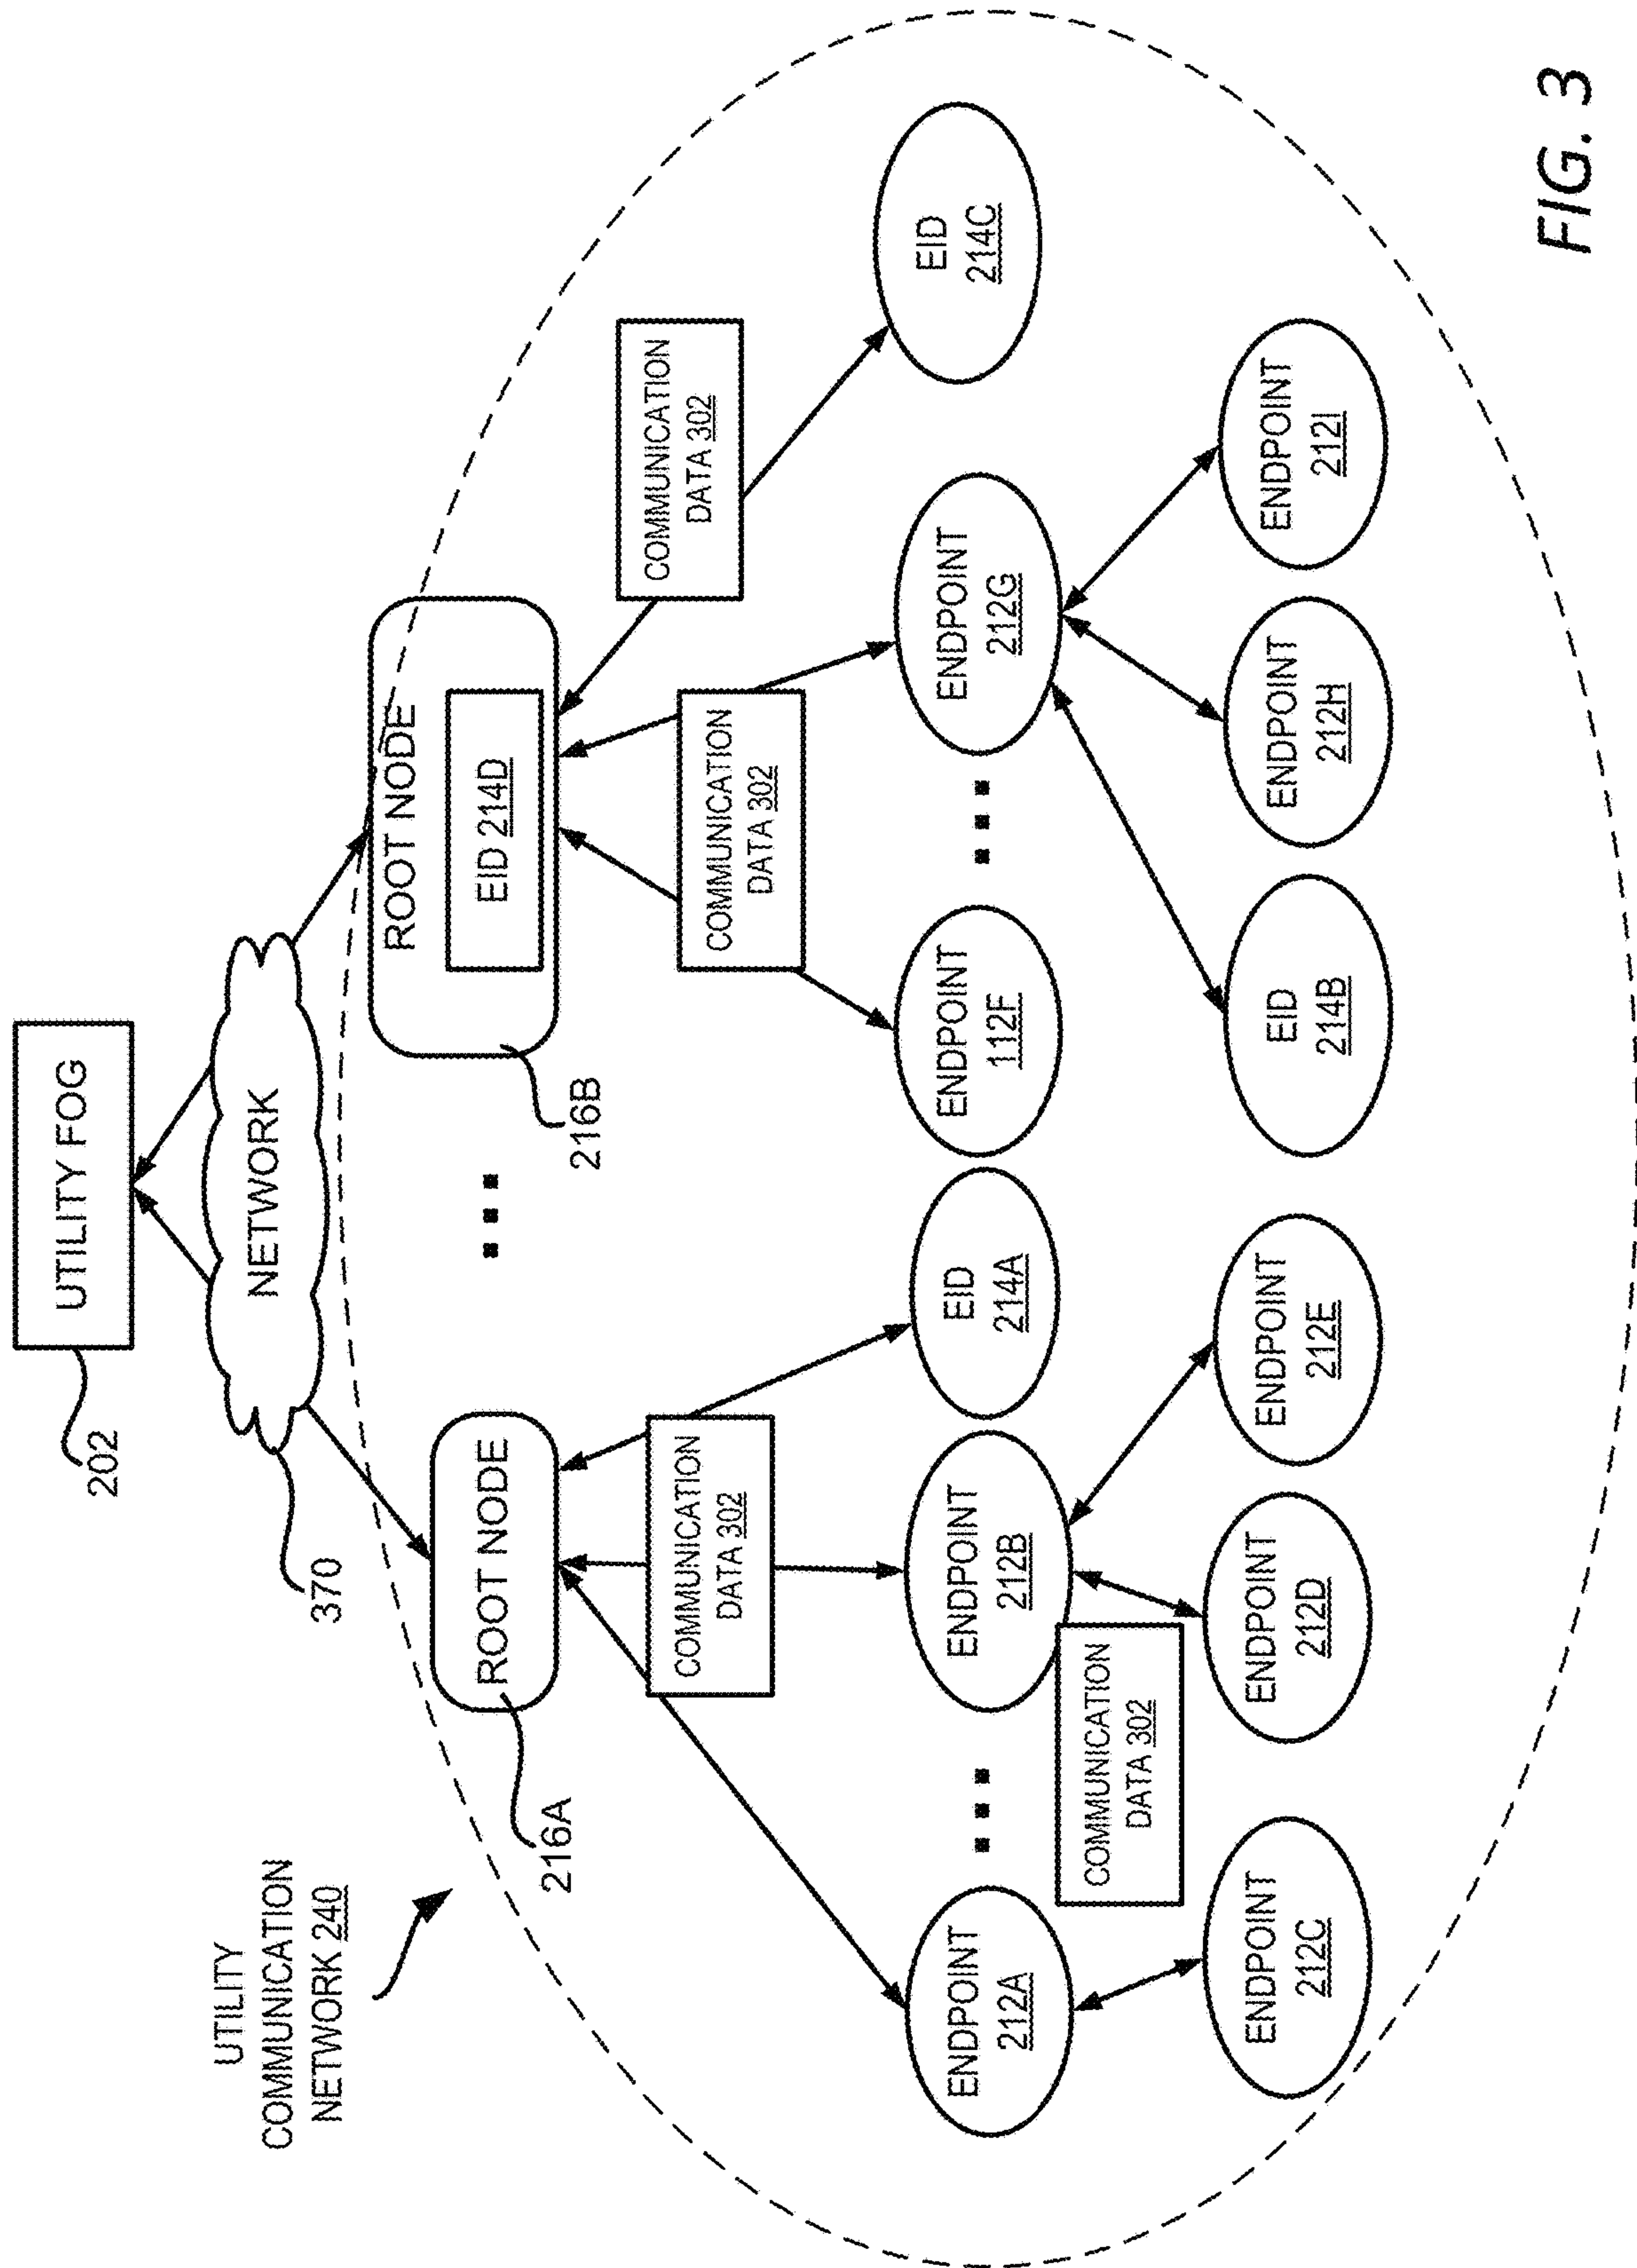 UTILITY FOG
202
NETWORK
370
UTILITY
COMMUNICATION
NETWORK 240
ROOT NODE
216A
ROOT NODE
EID 214D
216B
COMMUNICATION
DATA 302
COMMUNICATION
DATA 302
COMMUNICATION
DATA 302
ENDPOINT
212A
ENDPOINT
212B
EID
214A
ENDPOINT
112F
ENDPOINT
212G
EID
214C
COMMUNICATION
DATA 302
ENDPOINT
212C
ENDPOINT
212D
ENDPOINT
212E
EID
214B
ENDPOINT
212H
ENDPOINT
212I
FIG. 3